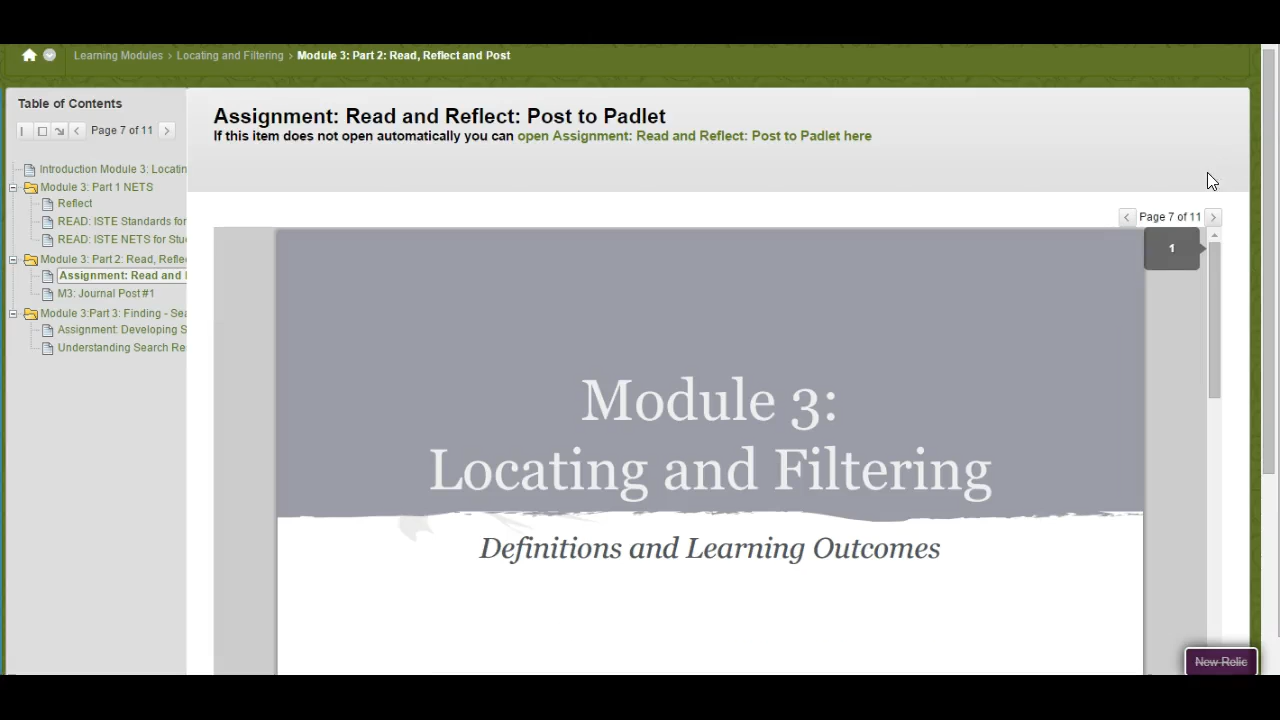 Learning Modules > Locating and Filtering > Module 3: Part 2: Read, Reflect and Post
Table of Contents
Page 7 of 11
Introduction Module 3: Locatin
Module 3: Part 1 NETS
Reflect
READ: ISTE Standards for
READ: ISTE NETS for Stu
Module 3: Part 2: Read, Refle
Assignment: Read and
M3: Journal Post #1
Module 3:Part 3: Finding - Sea
Assignment: Developing S
Understanding Search Re
Assignment: Read and Reflect: Post to Padlet
If this item does not open automatically you can open Assignment: Read and Reflect: Post to Padlet here
Page 7 of 11
1
Module 3:
Locating and Filtering
Definitions and Learning Outcomes
New Relic